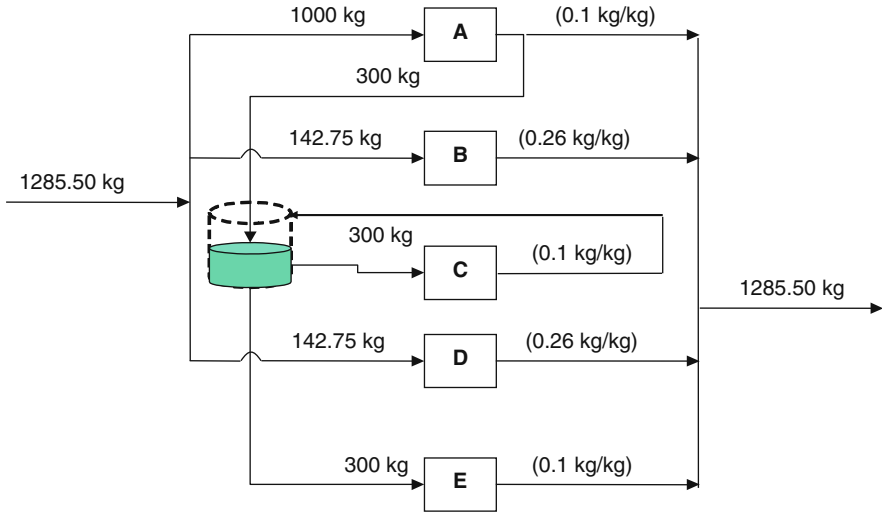 1000 kg
A
(0.1 kg/kg)
300 kg
142.75 kg
B
(0.26 kg/kg)
1285.50 kg
300 kg
C
(0.1 kg/kg)
1285.50 kg
142.75 kg
D
(0.26 kg/kg)
300 kg
E
(0.1 kg/kg)